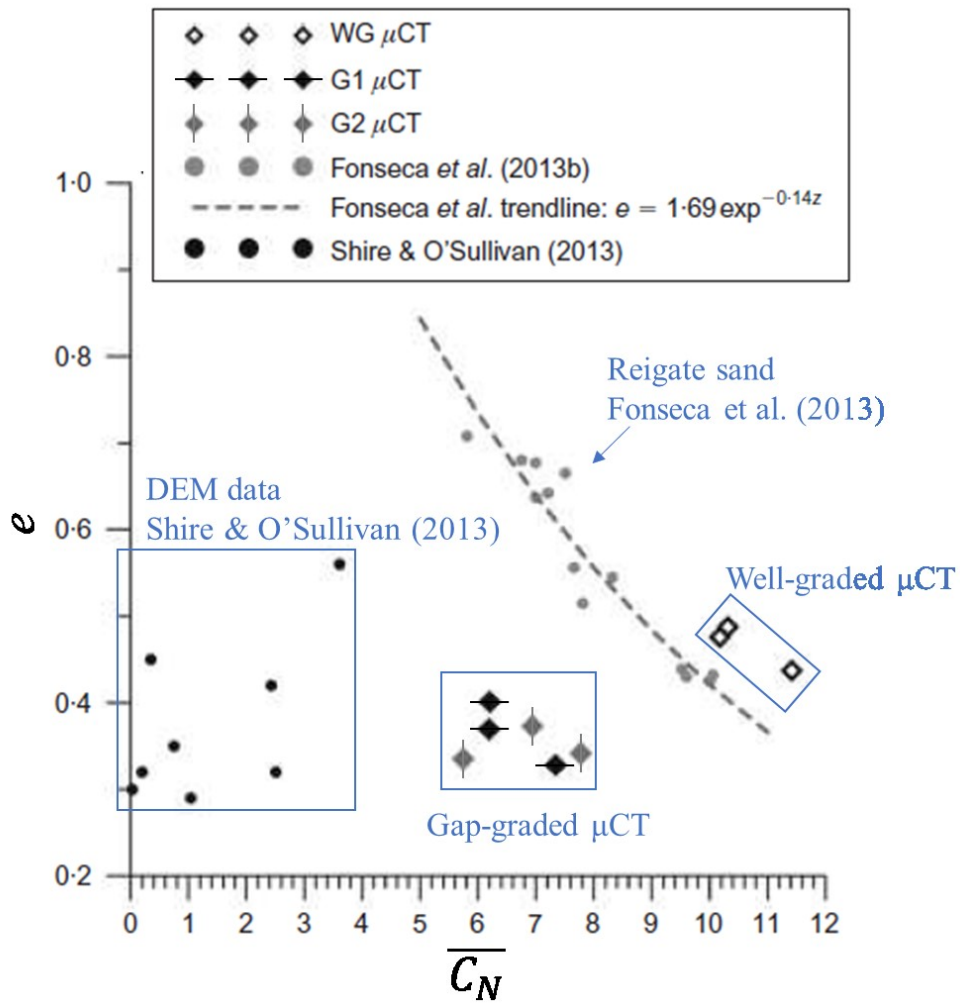 WG μCT
G1 μCT
G2 μCT
Fonseca et al. (2013b)
Fonseca et al. trendline: e = 1·69 exp−0·14z
Shire & O'Sullivan (2013)
1·0
0·8
Reigate sand
Fonseca et al. (2013)
DEM data
Shire & O’Sullivan (2013)
0·6
e
Well-graded μCT
0·4
Gap-graded μCT
0·2
0 1 2 3 4 5 6 7 8 9 10 11 12
C̅N̅